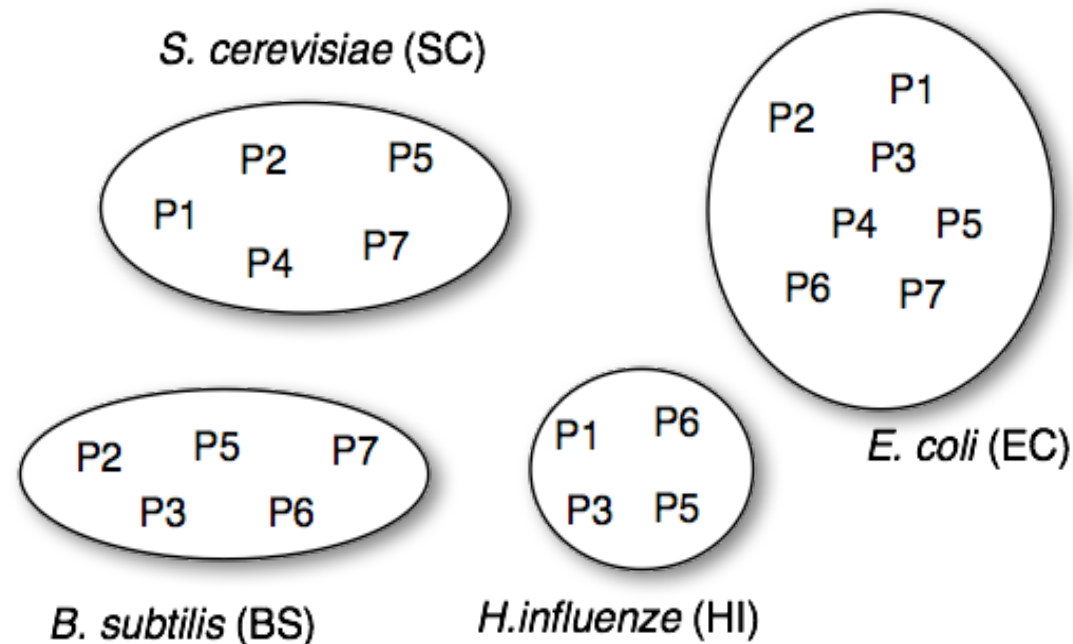 S. cerevisiae (SC)
P2 P5
P1
P4 P7
P1
P2
P3
P4 P5
P6 P7
E. coli (EC)
P2 P5 P7
P3 P6
B. subtilis (BS)
P1 P6
P3 P5
H.influenze (HI)